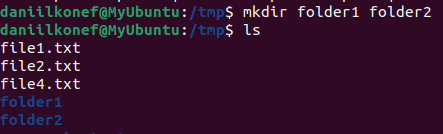 daniilkonef@MyUbuntu:/tmp$ mkdir folder1 folder2
daniilkonef@MyUbuntu:/tmp$ ls
file1.txt
file2.txt
file4.txt
folder1
folder2